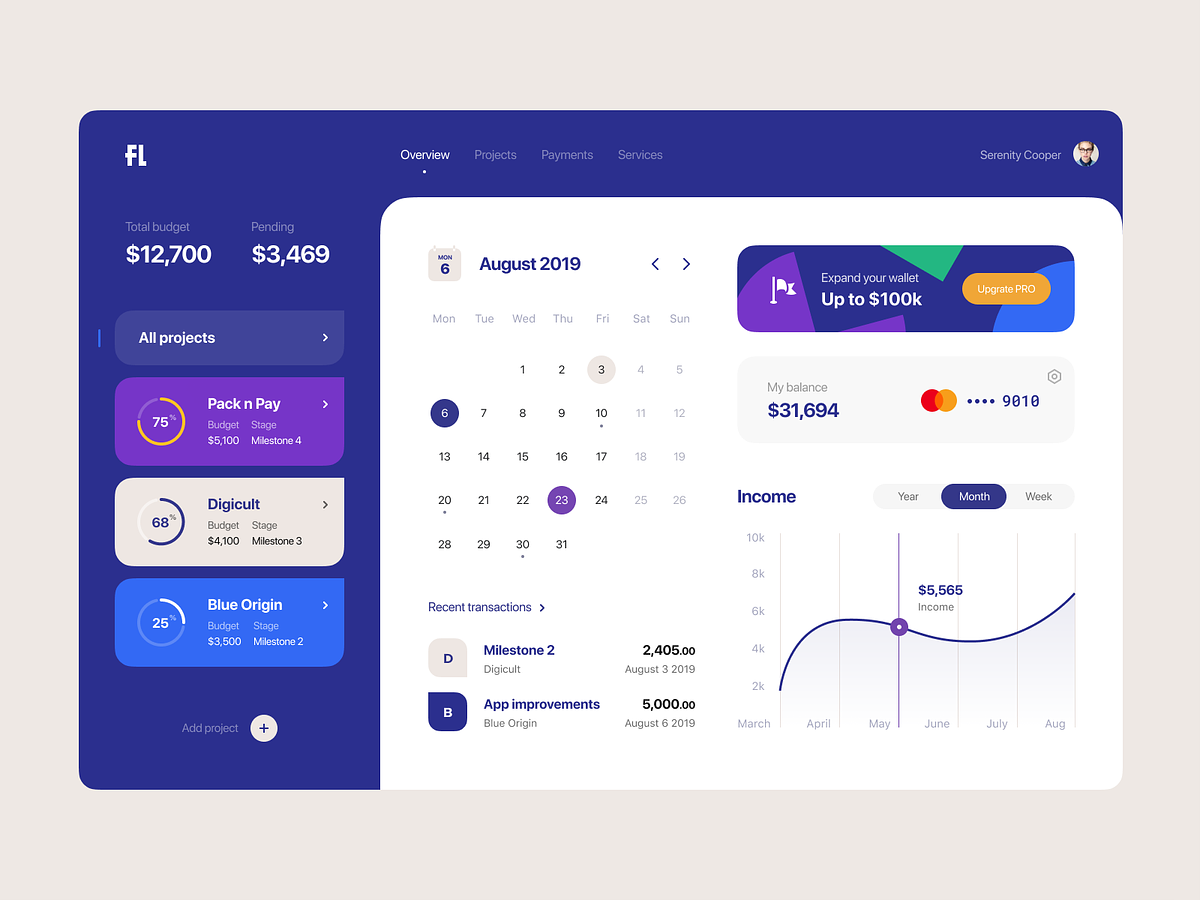 FL
Overview Projects Payments Services
Serenity Cooper
Total budget Pending
$12,700 $3,469
All projects
75%
Pack n Pay
Budget Stage
$5,100 Milestone 4
68%
Digicult
Budget Stage
$4,100 Milestone 3
25%
Blue Origin
Budget Stage
$3,500 Milestone 2
Add project +
MON
6
August 2019
Mon Tue Wed Thu Fri Sat Sun
1 2 3 4 5
6 7 8 9 10 11 12
13 14 15 16 17 18 19
20 21 22 23 24 25 26
28 29 30 31
Recent transactions
D
Milestone 2 2,405.00
Digicult August 3 2019
B
App improvements 5,000.00
Blue Origin August 6 2019
Expand your wallet
Up to $100k
Upgrate PRO
My balance
$31,694
•••• 9010
Income
Year Month Week
10k
8k
6k
4k
2k
$5,565
Income
March April May June July Aug